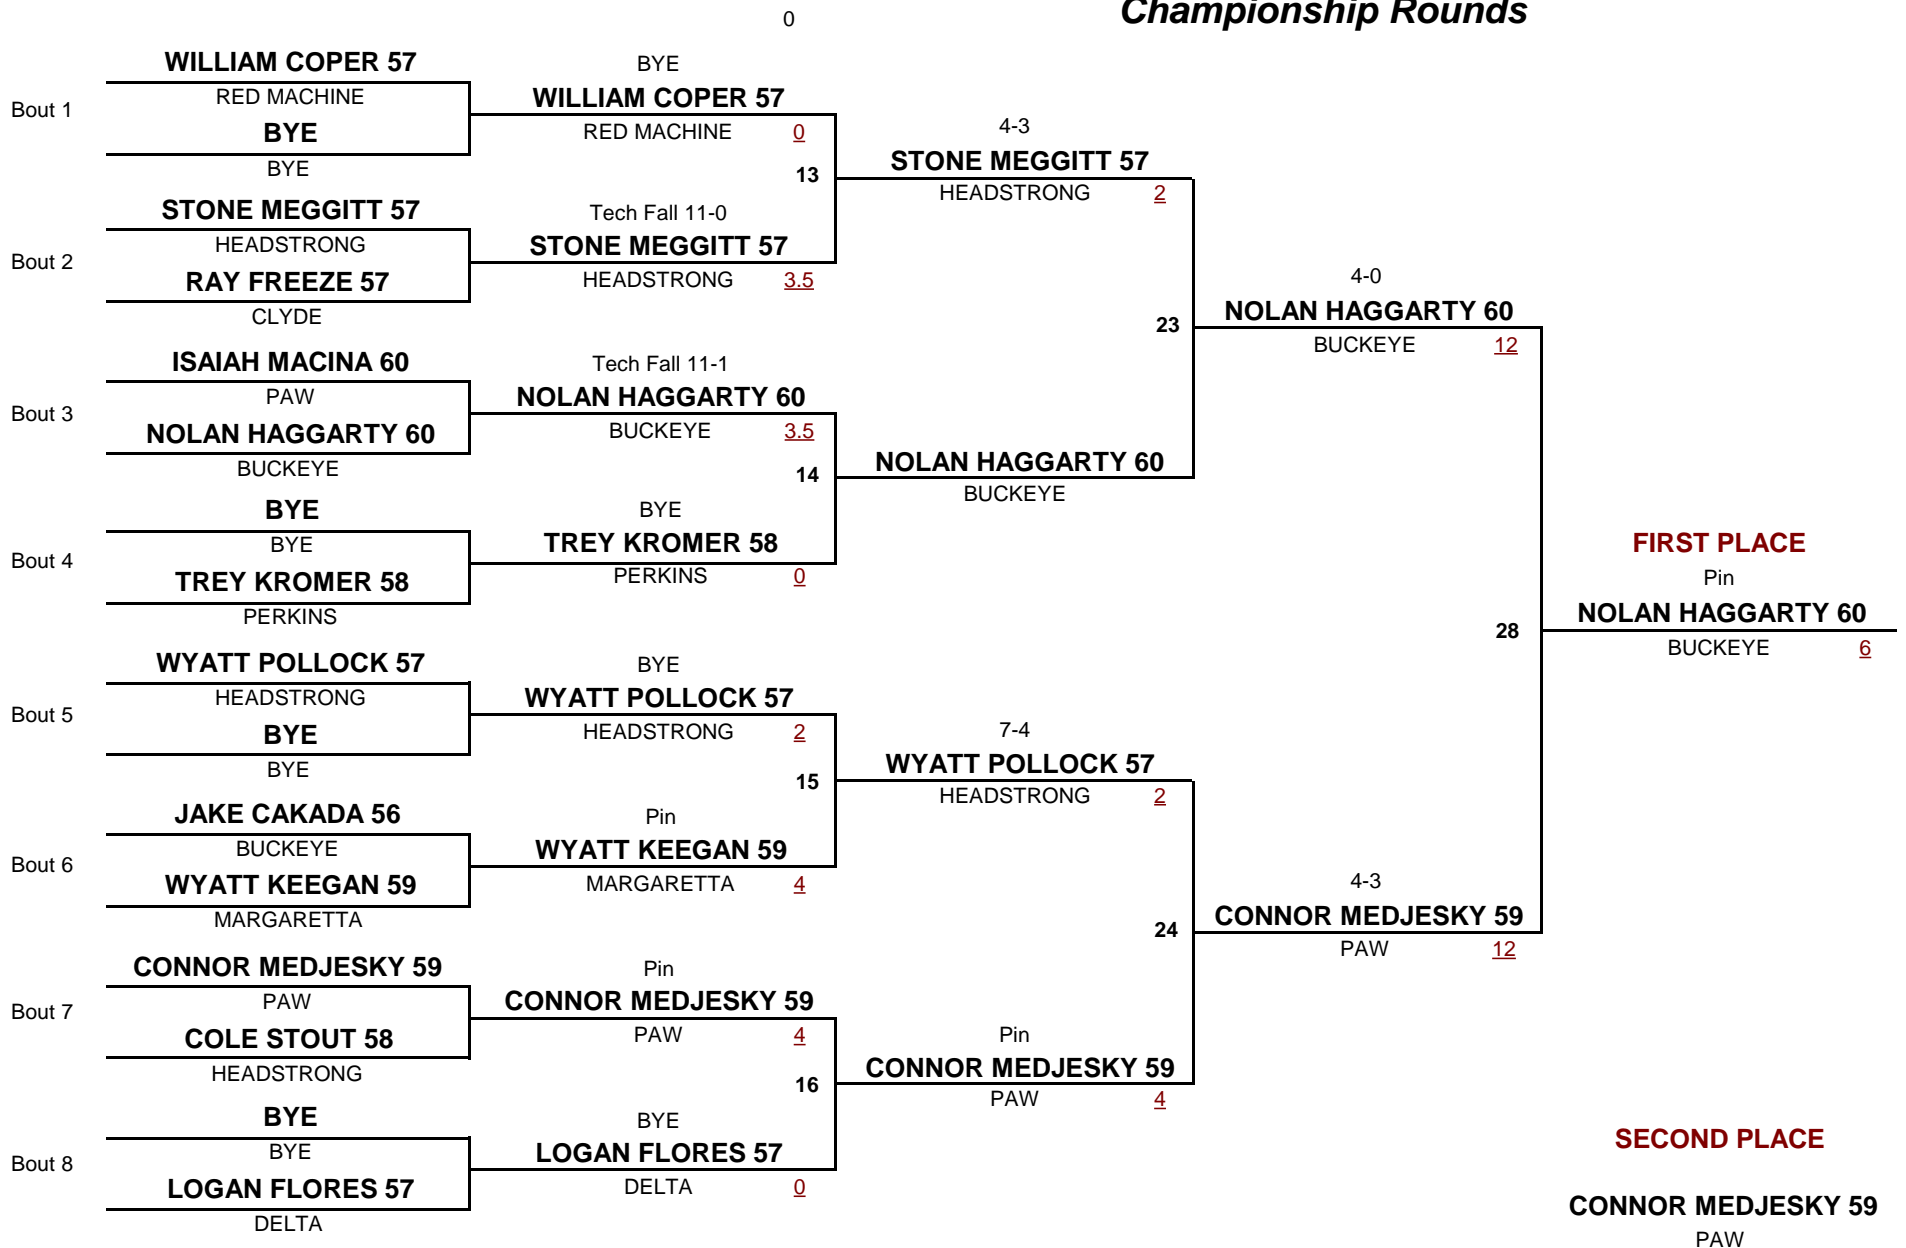 Championship Rounds
0
WILLIAM COPER 57
RED MACHINE
Bout 1
BYE
BYE
STONE MEGGITT 57
HEADSTRONG
Bout 2
RAY FREEZE 57
CLYDE
ISAIAH MACINA 60
PAW
Bout 3
NOLAN HAGGARTY 60
BUCKEYE
BYE
BYE
Bout 4
TREY KROMER 58
PERKINS
WYATT POLLOCK 57
HEADSTRONG
Bout 5
BYE
BYE
JAKE CAKADA 56
BUCKEYE
Bout 6
WYATT KEEGAN 59
MARGARETTA
CONNOR MEDJESKY 59
PAW
Bout 7
COLE STOUT 58
HEADSTRONG
BYE
BYE
Bout 8
LOGAN FLORES 57
DELTA
BYE
WILLIAM COPER 57
RED MACHINE 0
13
Tech Fall 11-0
STONE MEGGITT 57
HEADSTRONG 3.5
Tech Fall 11-1
NOLAN HAGGARTY 60
BUCKEYE 3.5
14
BYE
TREY KROMER 58
PERKINS 0
BYE
WYATT POLLOCK 57
HEADSTRONG 2
15
Pin
WYATT KEEGAN 59
MARGARETTA 4
Pin
CONNOR MEDJESKY 59
PAW 4
16
BYE
LOGAN FLORES 57
DELTA 0
4-3
STONE MEGGITT 57
HEADSTRONG 2
23
NOLAN HAGGARTY 60
BUCKEYE
7-4
WYATT POLLOCK 57
HEADSTRONG 2
24
Pin
CONNOR MEDJESKY 59
PAW 4
4-0
NOLAN HAGGARTY 60
BUCKEYE 12
28
4-3
CONNOR MEDJESKY 59
PAW 12
FIRST PLACE
Pin
NOLAN HAGGARTY 60
BUCKEYE 6
SECOND PLACE
CONNOR MEDJESKY 59
PAW